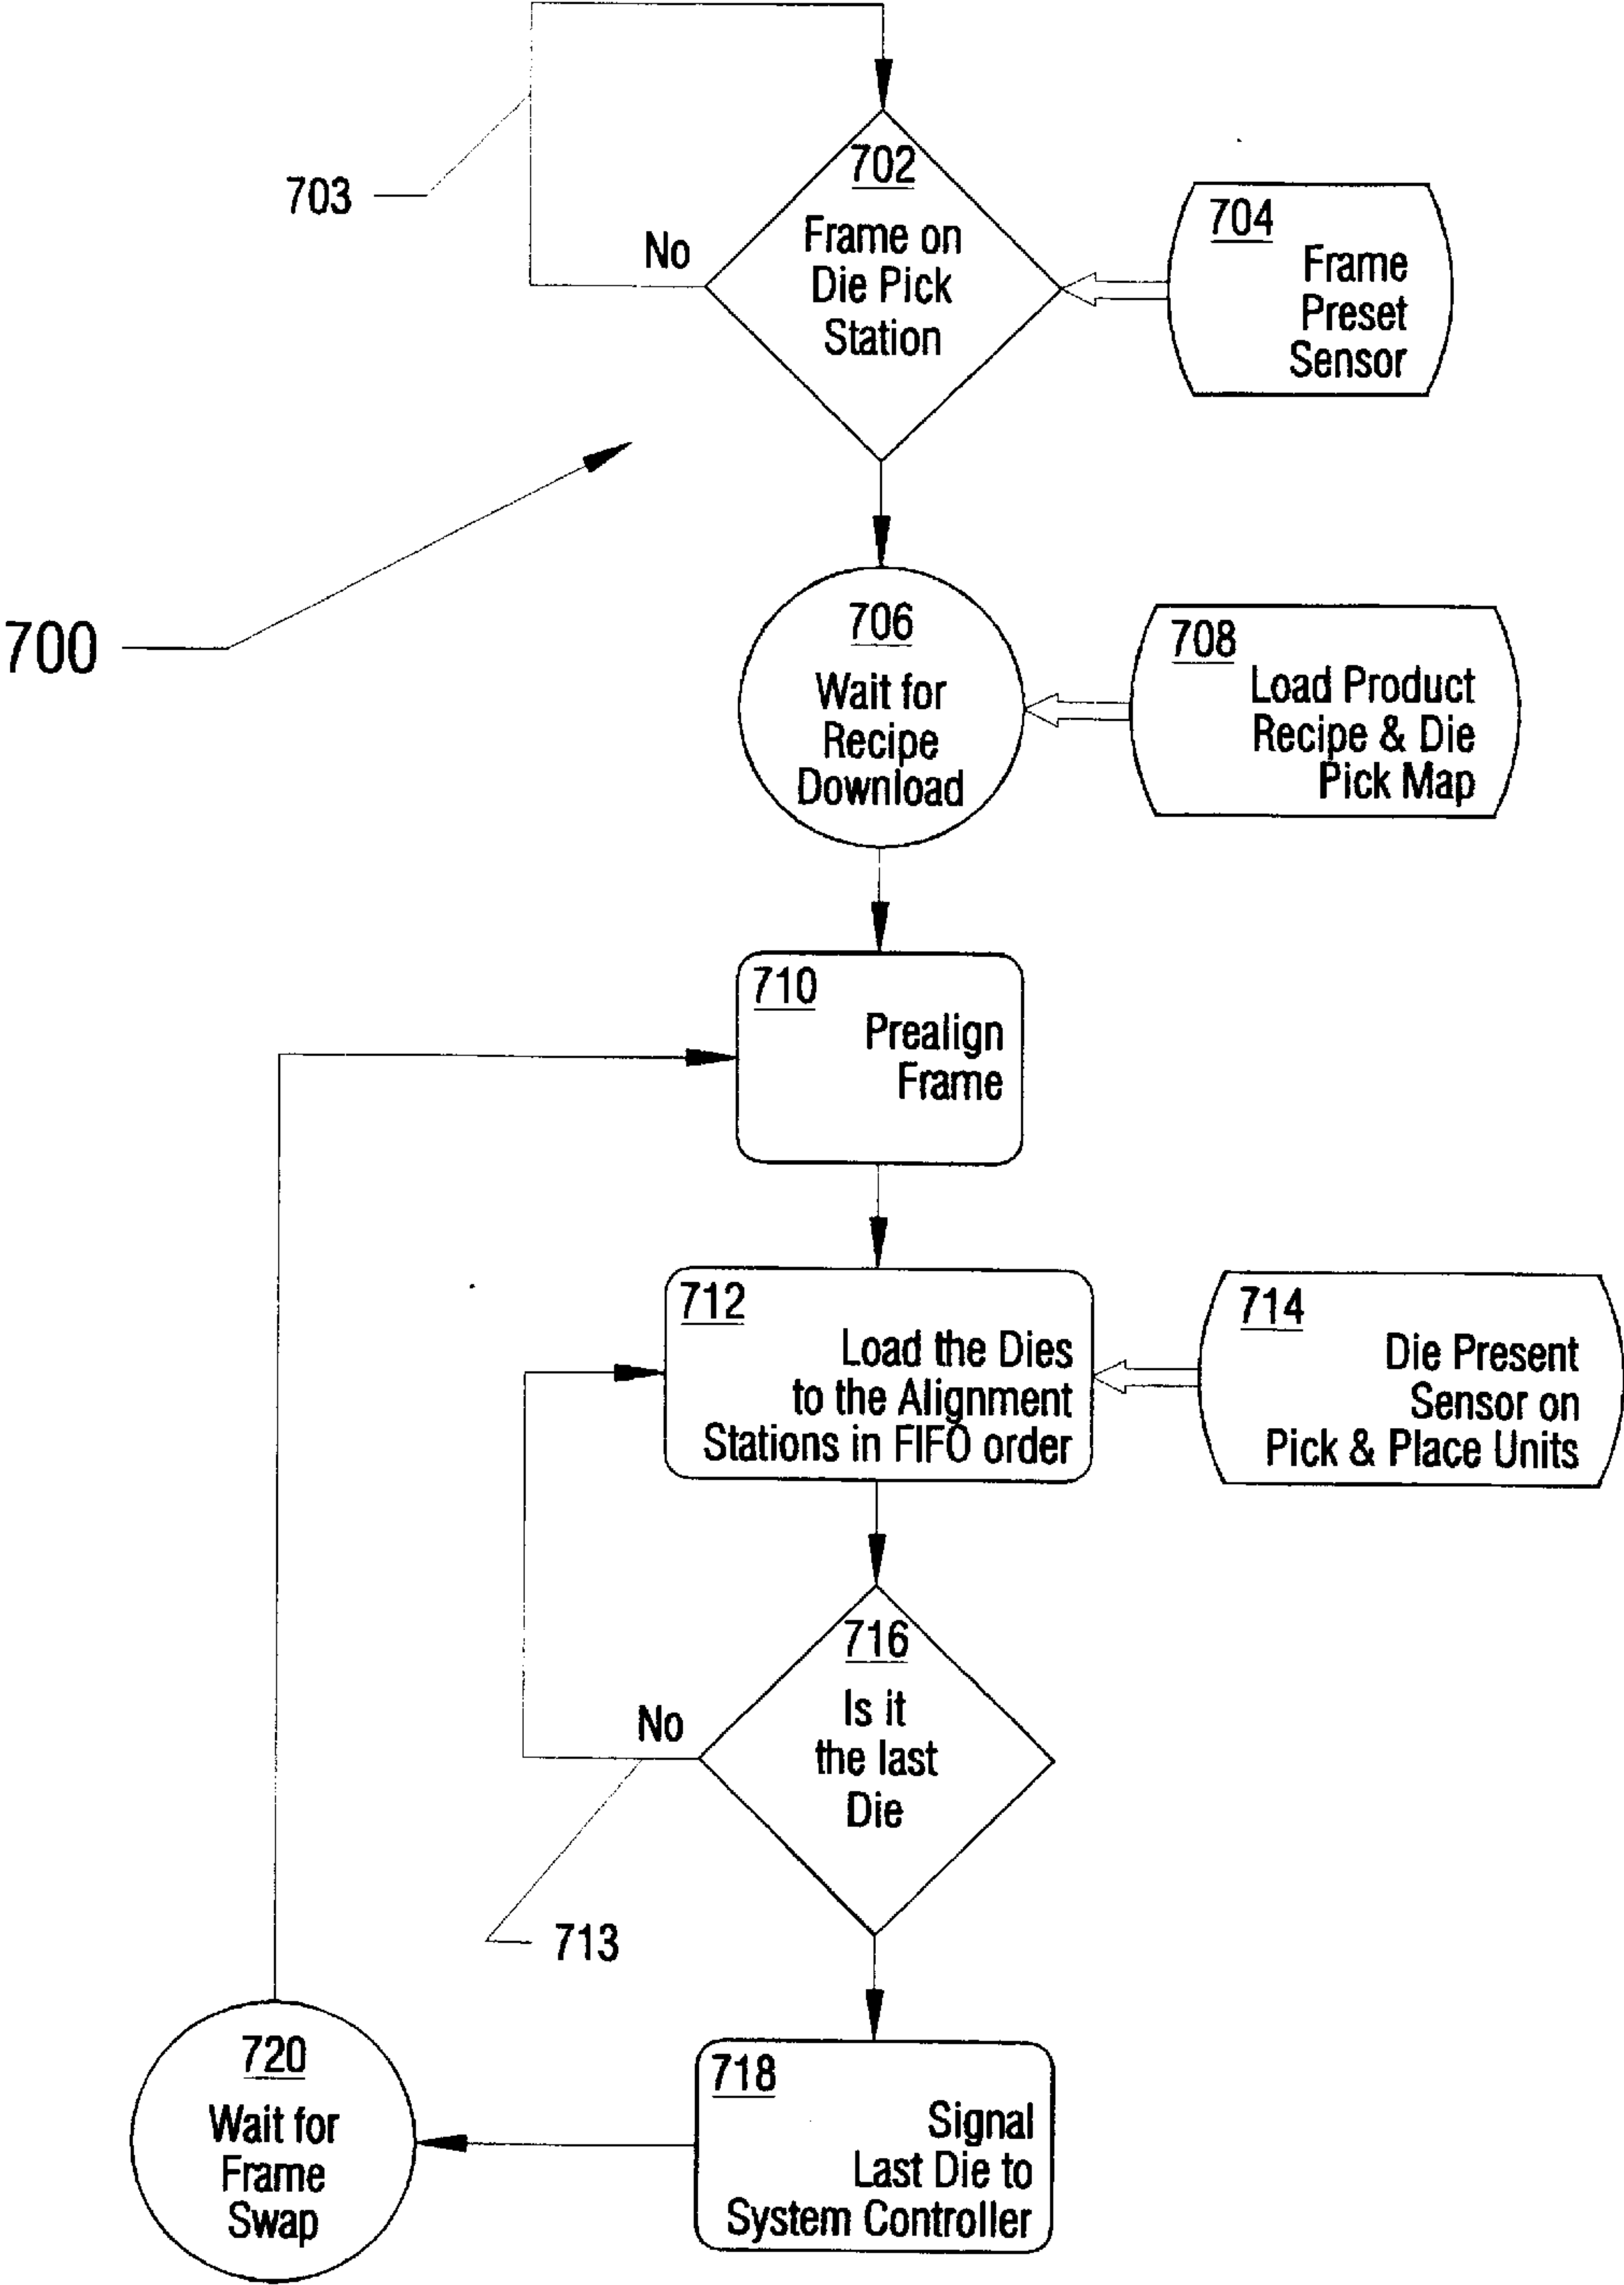 702
Frame on
Die Pick
Station
No
703
704
Frame
Preset
Sensor
700
706
Wait for
Recipe
Download
708
Load Product
Recipe & Die
Pick Map
710
Prealign
Frame
712
Load the Dies
to the Alignment
Stations in FIFO order
714
Die Present
Sensor on
Pick & Place Units
716
Is it
the last
Die
No
713
718
Signal
Last Die to
System Controller
720
Wait for
Frame
Swap